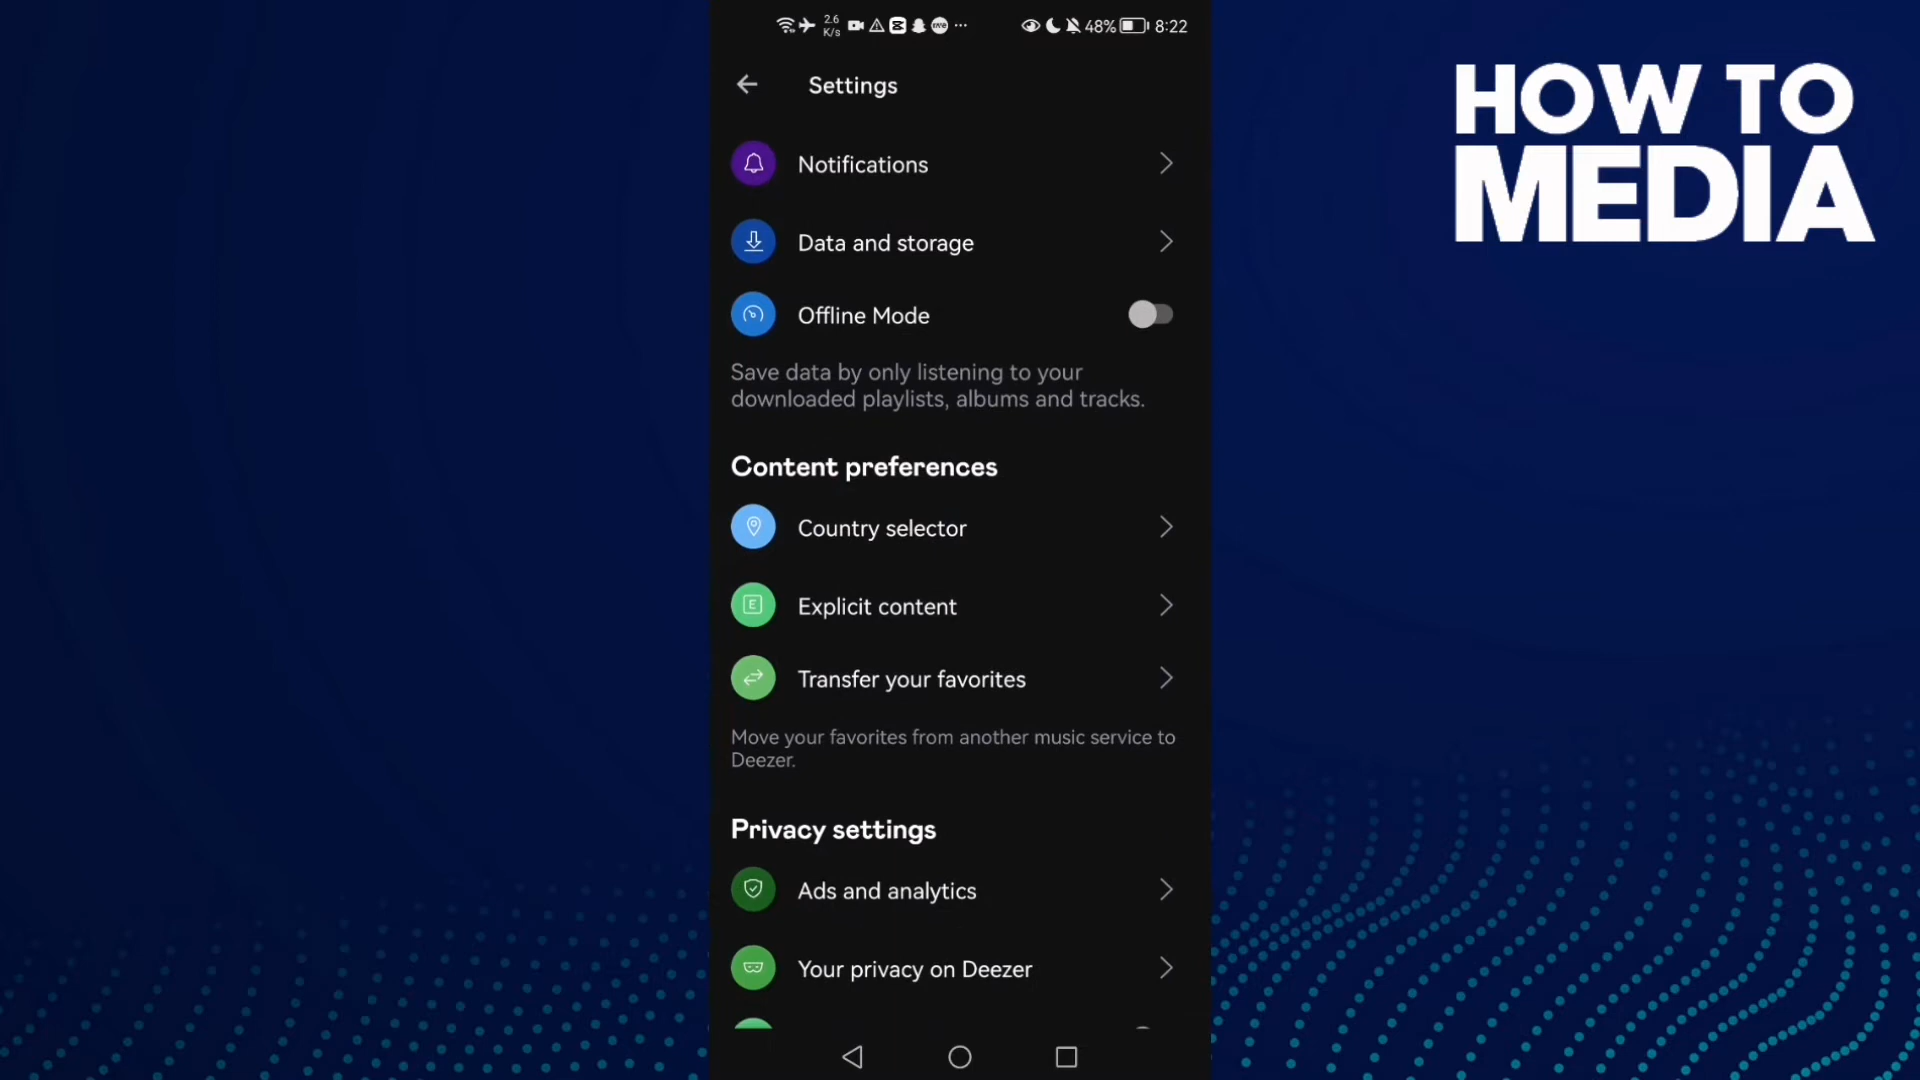 2.6
K/s
48%
8:22
HOW TO
MEDIA
Settings
Notifications
Data and storage
Offline Mode
Save data by only listening to your
downloaded playlists, albums and tracks.
Content preferences
Country selector
E
Explicit content
Transfer your favorites
Move your favorites from another music service to
Deezer.
Privacy settings
Ads and analytics
Your privacy on Deezer